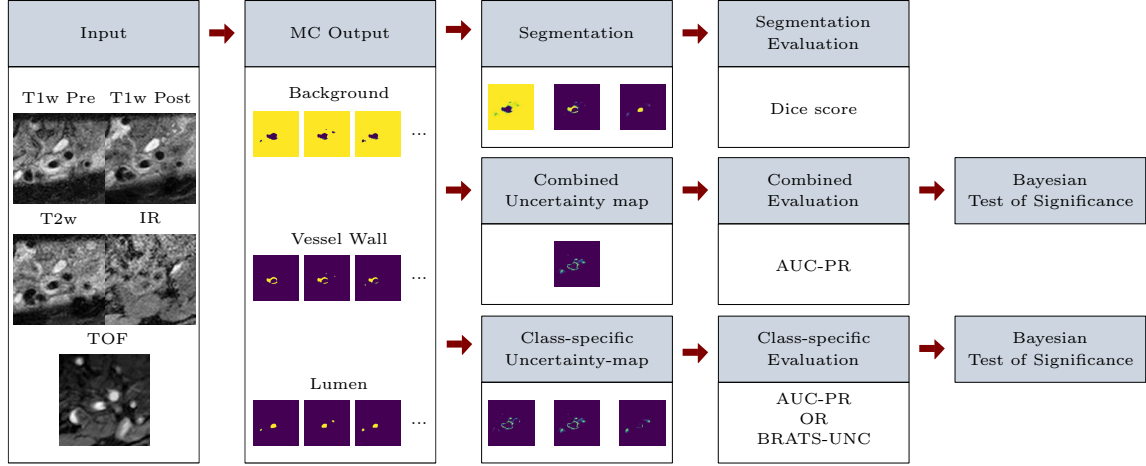 Input
T1w Pre
T1w Post
T2w
IR
TOF
MC Output
Background
...
Vessel Wall
...
Lumen
...
Segmentation
Segmentation
Evaluation
Dice score
Combined
Uncertainty map
Combined
Evaluation
AUC-PR
Bayesian
Test of Significance
Class-specific
Uncertainty-map
Class-specific
Evaluation
AUC-PR
OR
BRATS-UNC
Bayesian
Test of Significance